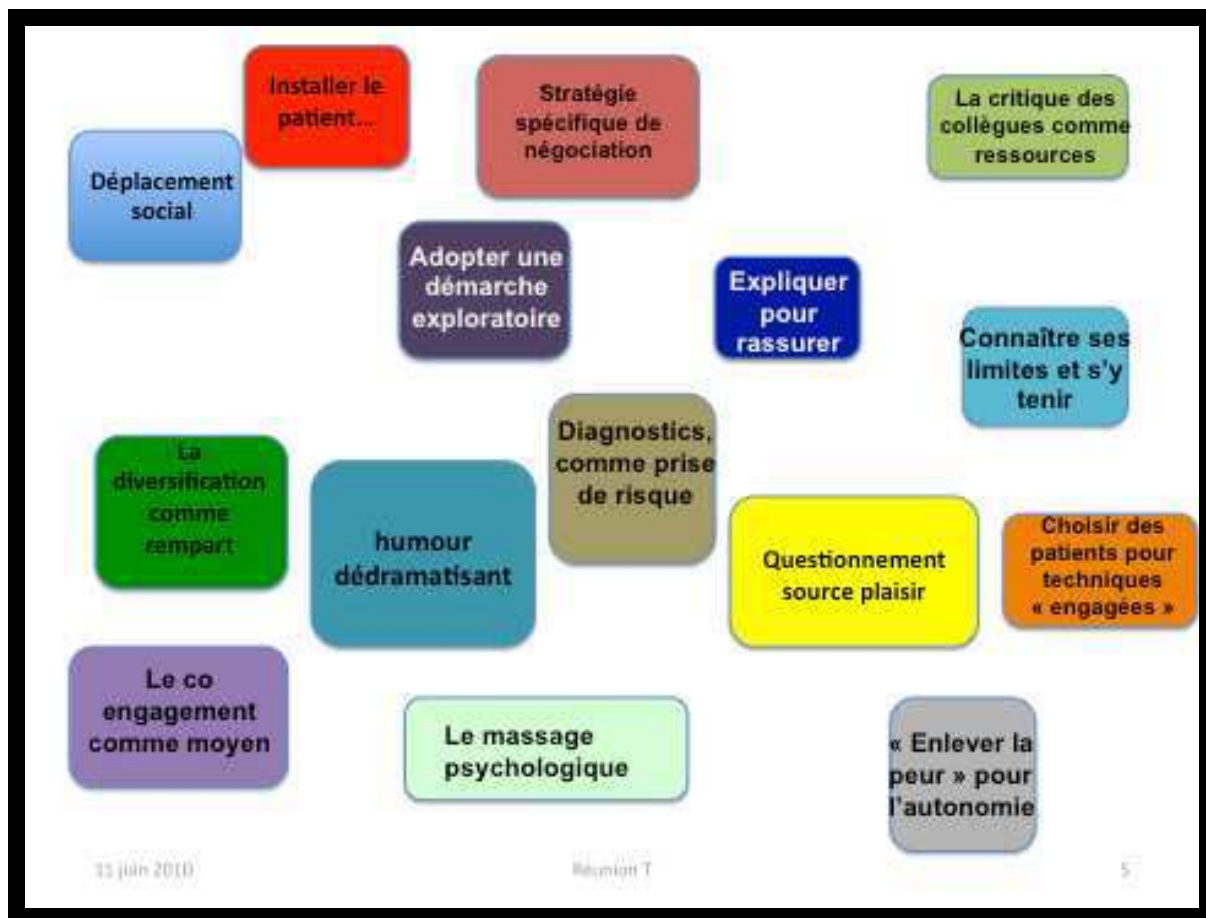 Installer le
patient...
Stratégie
spécifique de
négociation
La critique des
collègues comme
ressources
Déplacement
social
Adopter une
démarche
exploratoire
Expliquer
pour
rassurer
Connaître ses
limites et s'y
tenir
Diagnostics,
comme prise
de risque
La
diversification
comme
rempart
humour
dédramatisant
Questionnement
source plaisir
Choisir des
patients pour
techniques
« engagées »
Le co
engagement
comme moyen
Le massage
psychologique
« Enlever la
peur » pour
l'autonomie
juin 2010
Réunion T
5